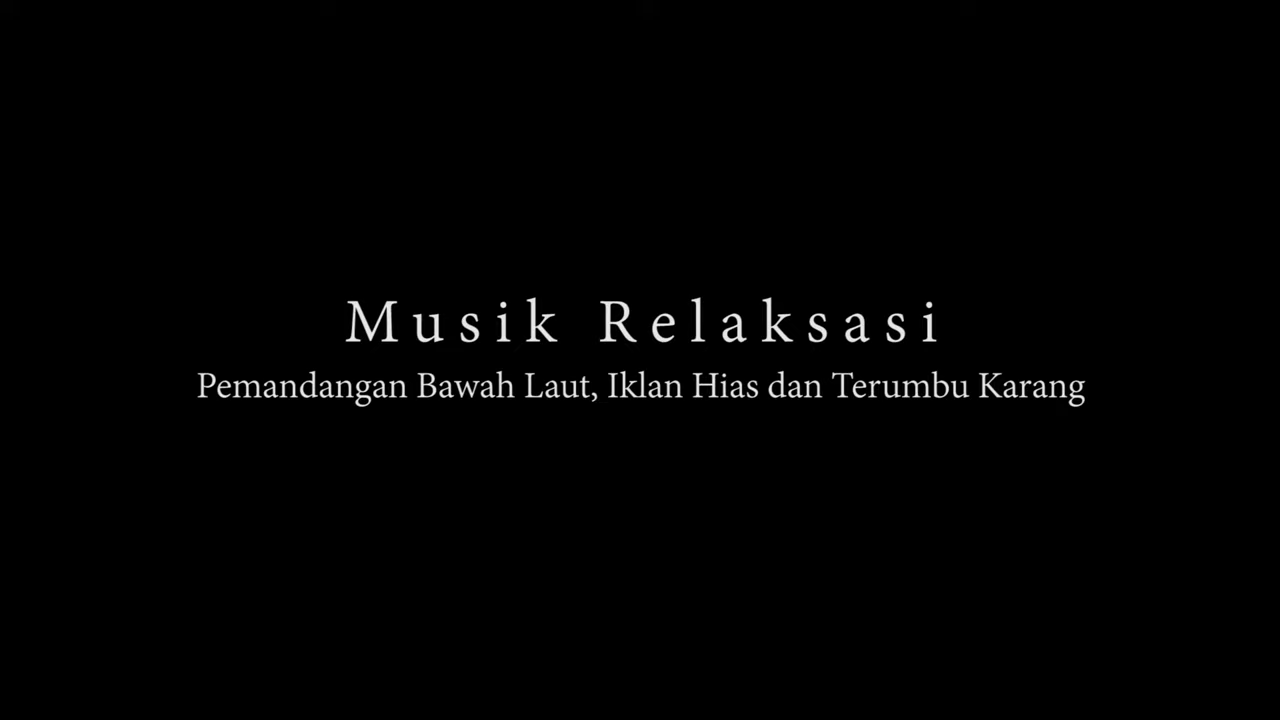 Musik Relaksasi
Pemandangan Bawah Laut, Iklan Hias dan Terumbu Karang